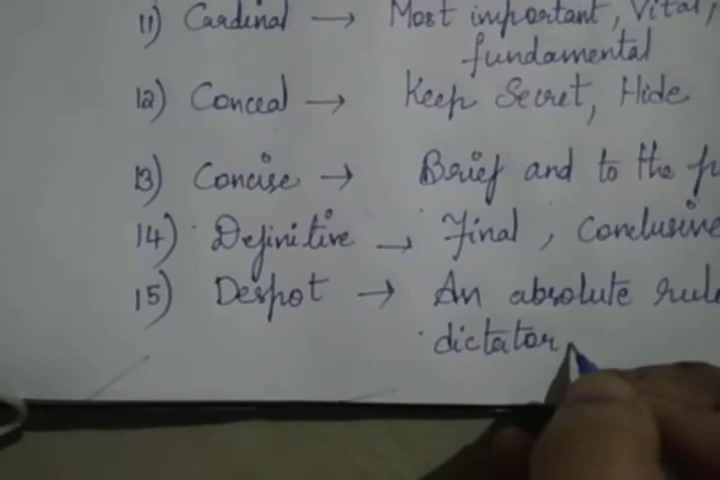 11) Cardinal → Most important, Vital,
fundamental
12) Conceal → Keep Secret, Hide
13) Concise → Brief and to the
14) Definitive → Final, Conclusive
15) Despot → An absolute
dictator